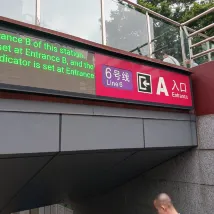 rance B of this station.
set at Entrance B, and the
dicator is set at Entrance
6号线
Line 6
A
入口
Entrance